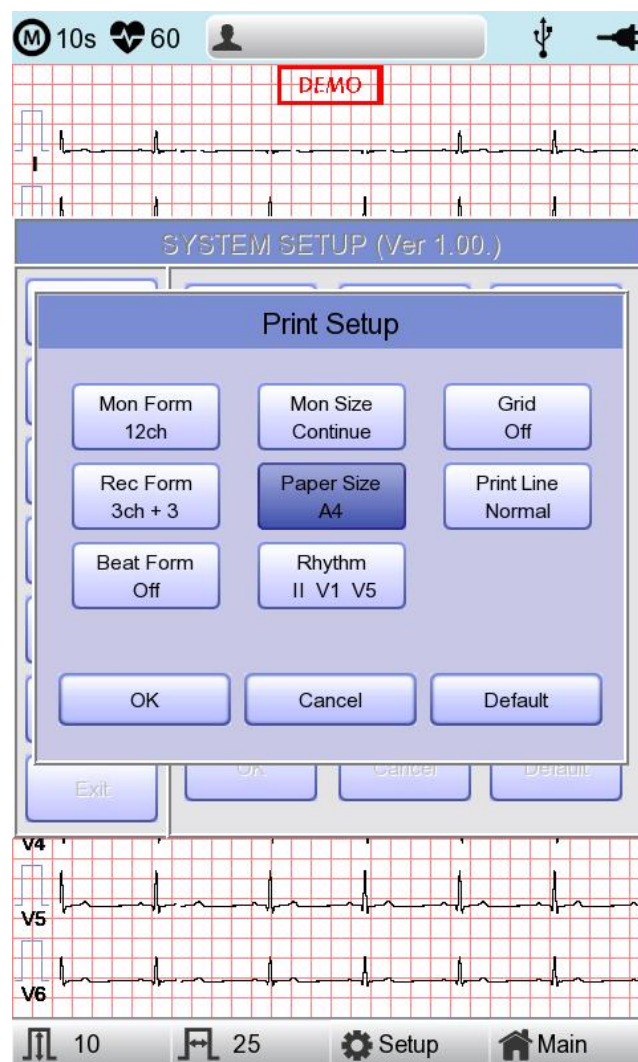 M 10s 60
DEMO
I
SYSTEM SETUP (Ver 1.00.)
Print Setup
Mon Form
12ch
Mon Size
Continue
Grid
Off
Rec Form
3ch + 3
Paper Size
A4
Print Line
Normal
Beat Form
Off
Rhythm
II V1 V5
OK Cancel Default
Exit OK Cancel Default
V4
V5
V6
10 25 Setup Main